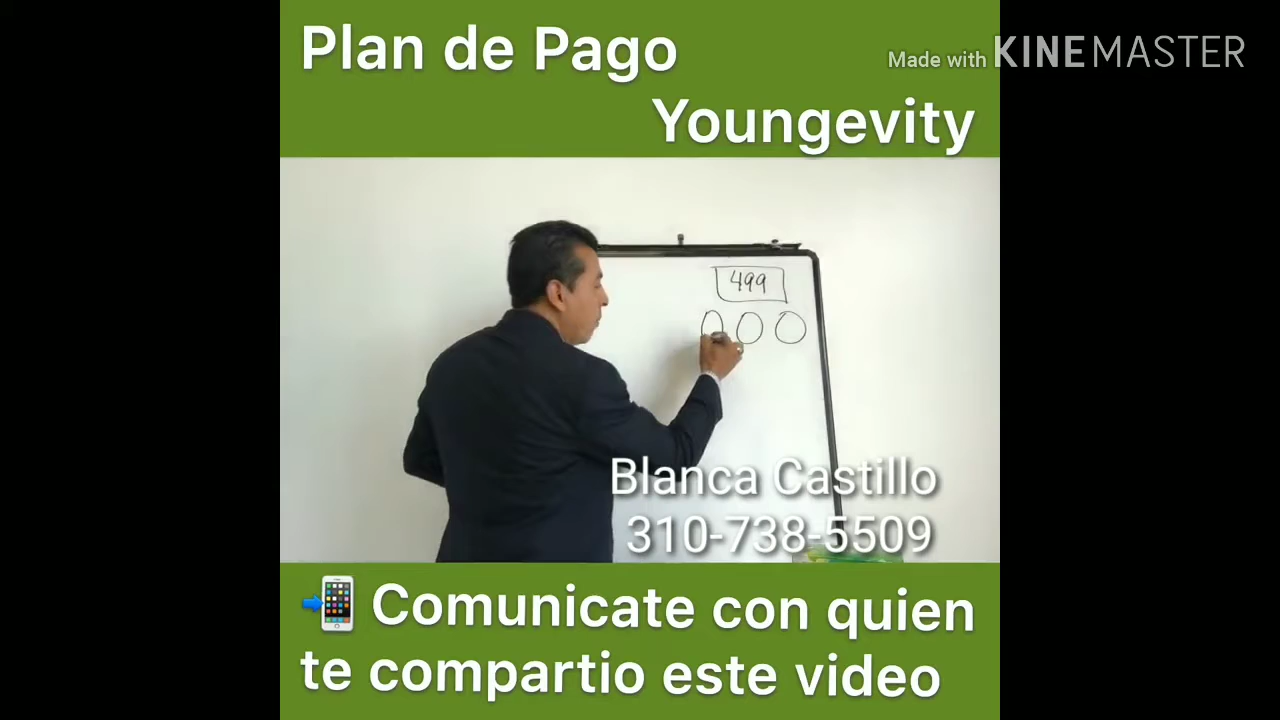 Plan de Pago
Made with KINEMASTER
Youngevity
499
Blanca Castillo
310-738-5509
Comunicate con quien
te compartio este video